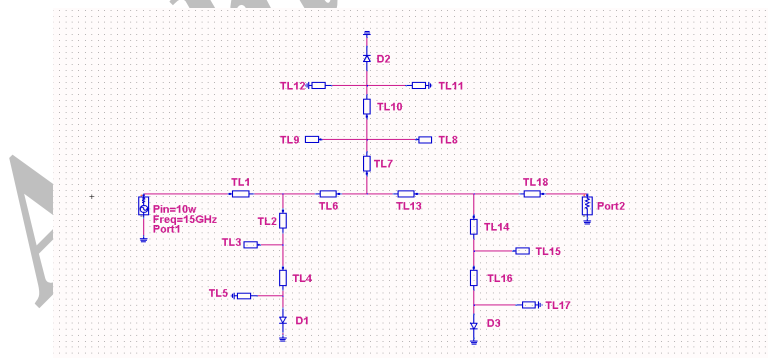 D2
TL12
TL11
TL10
TL9
TL8
TL7
TL1
TL6
TL13
TL18
Pin=10w
Freq=15GHz
Port1
Port2
TL2
TL14
TL3
TL15
TL4
TL16
TL5
TL17
D1
D3